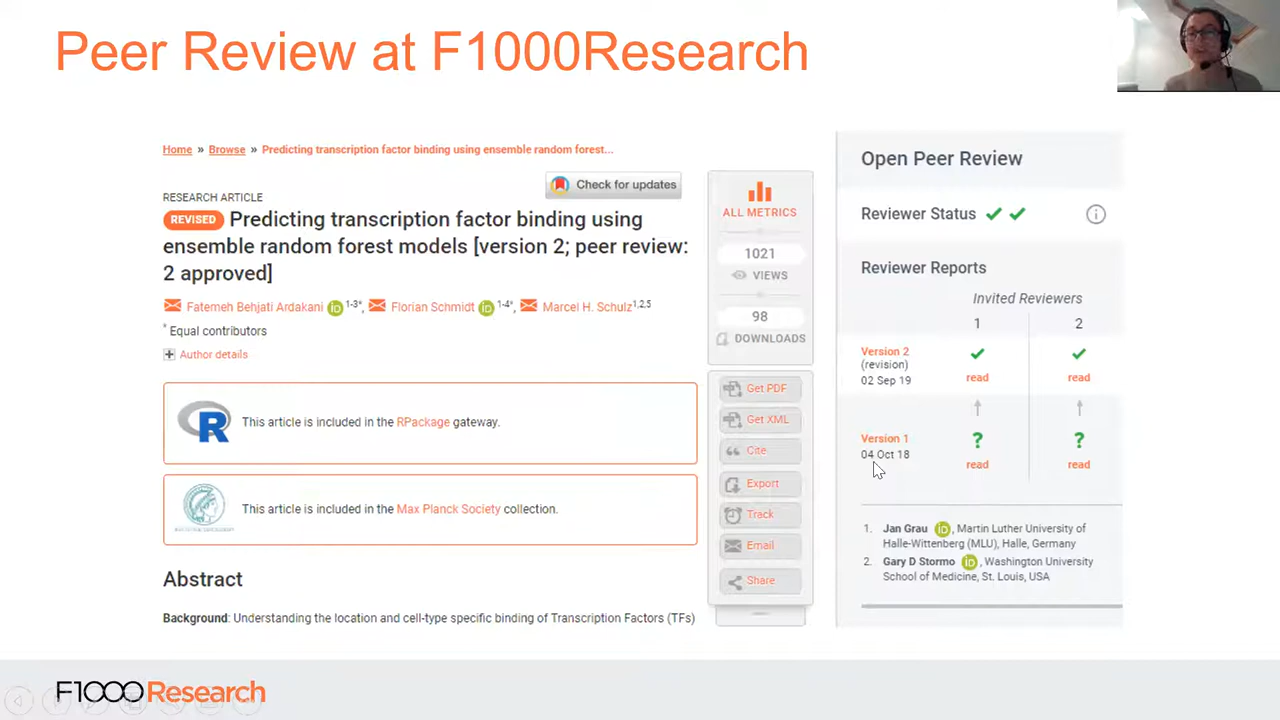 Peer Review at F1000Research
Home » Browse » Predicting transcription factor binding using ensemble random forest...
Check for updates
RESEARCH ARTICLE
REVISED Predicting transcription factor binding using
ensemble random forest models [version 2; peer review:
2 approved]
Fatemeh Behjati Ardakani iD 1-3*, Florian Schmidt iD 1-4*, Marcel H. Schulz1,2,5
* Equal contributors
+ Author details
R
This article is included in the RPackage gateway.
This article is included in the Max Planck Society collection.
Abstract
Background: Understanding the location and cell-type specific binding of Transcription Factors (TFs)
ALL METRICS
1021
VIEWS
98
DOWNLOADS
Get PDF
Get XML
Cite
Export
Track
Email
Share
Open Peer Review
Reviewer Status
Reviewer Reports
Invited Reviewers
1 2
Version 2
(revision)
02 Sep 19
read read
Version 1
04 Oct 18
? ?
read read
1. Jan Grau iD, Martin Luther University of
Halle-Wittenberg (MLU), Halle, Germany
2. Gary D Stormo iD, Washington University
School of Medicine, St. Louis, USA
F1000Research